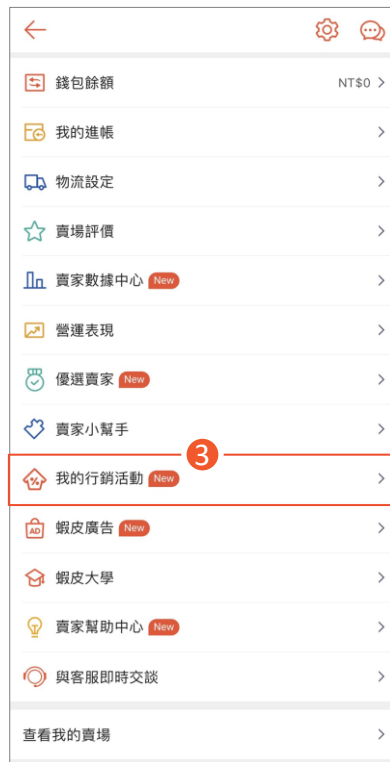 錢包餘額 NT$0 >
我的進帳
物流設定
賣場評價
賣家數據中心 New
營運表現
優選賣家 New
賣家小幫手
3
我的行銷活動 New
AD 蝦皮廣告 New
蝦皮大學
賣家幫助中心 New
與客服即時交談
查看我的賣場